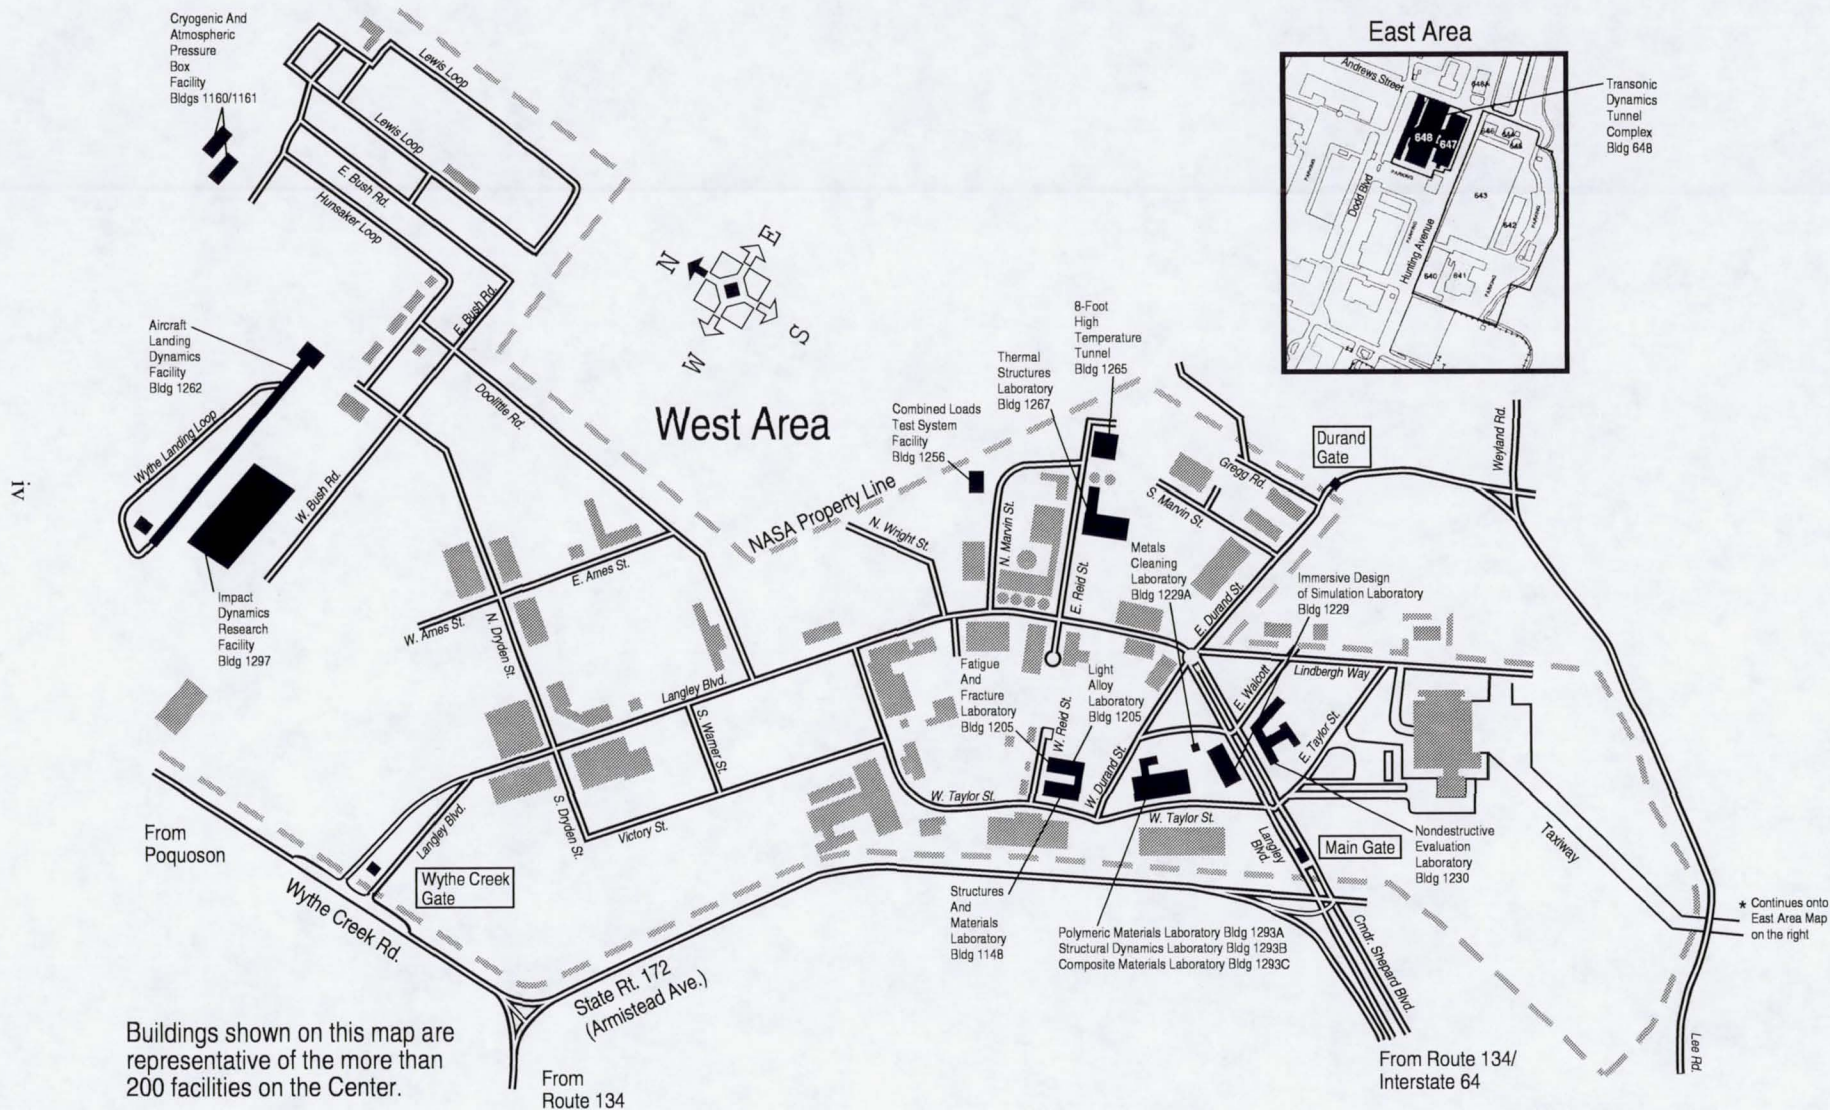 Cryogenic And
Atmospheric
Pressure
Box
Facility
Bldgs 1160/1161
Lewis Loop
Lewis Loop
E. Bush Rd.
Hunsaker Loop
E. Bush Rd.
Aircraft
Landing
Dynamics
Facility
Bldg 1262
Wythe Landing Loop
W. Bush Rd.
Doolittle Rd.
Impact
Dynamics
Research
Facility
Bldg 1297
iv
N
E
S
W
West Area
NASA Property Line
East Area
Andrews Street
648A
648
647
646
644
645
PARKING
PARKING
Dodd Blvd
643
642
PARKING
PARKING
Hunting Avenue
640
641
PARKING
Transonic
Dynamics
Tunnel
Complex
Bldg 648
8-Foot
High
Temperature
Tunnel
Bldg 1265
Thermal
Structures
Laboratory
Bldg 1267
Combined Loads
Test System
Facility
Bldg 1256
N. Wright St.
N. Marvin St.
E. Reid St.
S. Marvin St.
Gregg Rd.
Durand
Gate
Weyland Rd.
Metals
Cleaning
Laboratory
Bldg 1229A
E. Durand St.
Immersive Design
of Simulation Laboratory
Bldg 1229
W. Ames St.
E. Ames St.
N. Dryden St.
Langley Blvd.
S. Warner St.
Fatigue
And
Fracture
Laboratory
Bldg 1205
Light
Alloy
Laboratory
Bldg 1205
W. Reid St.
W. Durand St.
E. Walcott
Lindbergh Way
E. Taylor St.
W. Taylor St.
W. Taylor St.
S. Dryden St.
Victory St.
Langley Blvd.
Langley
Blvd.
Main Gate
Nondestructive
Evaluation
Laboratory
Bldg 1230
Taxiway
From
Poquoson
Wythe Creek Rd.
Wythe Creek
Gate
Structures
And
Materials
Laboratory
Bldg 1148
Polymeric Materials Laboratory Bldg 1293A
Structural Dynamics Laboratory Bldg 1293B
Composite Materials Laboratory Bldg 1293C
Cmdr. Shepard Blvd.
* Continues onto
East Area Map
on the right
State Rt. 172
(Armistead Ave.)
Lee Rd.
Buildings shown on this map are
representative of the more than
200 facilities on the Center.
From
Route 134
From Route 134/
Interstate 64